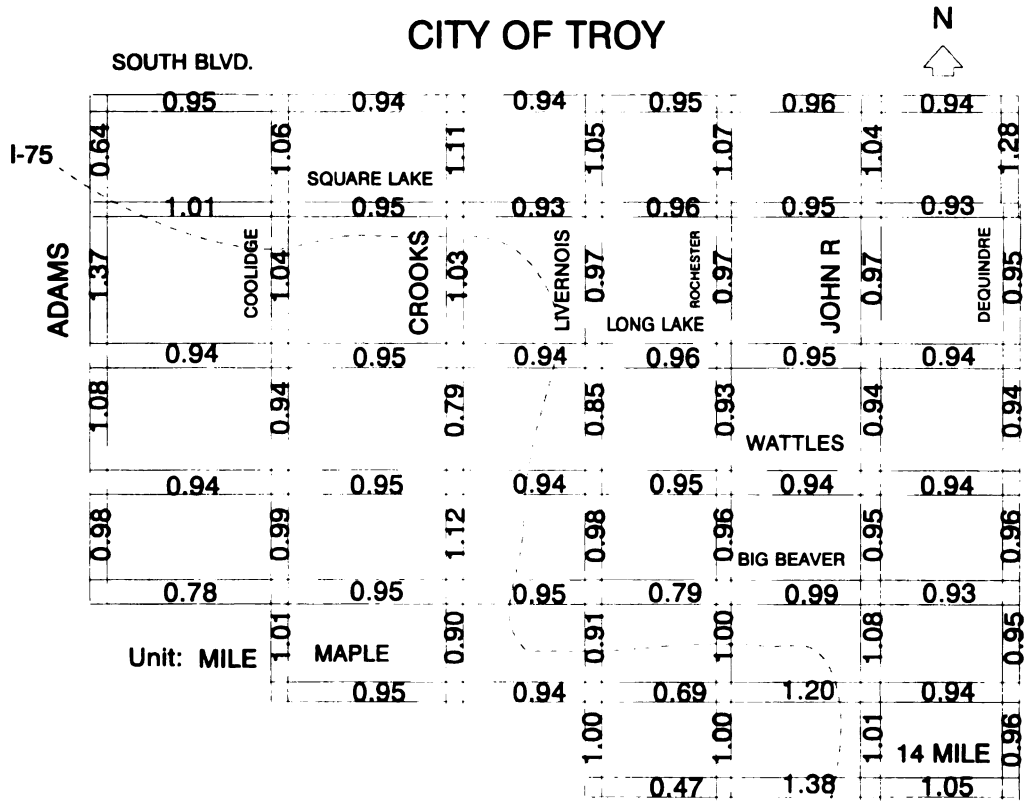 CITY OF TROY
N
SOUTH BLVD.
0.95 0.94 0.94 0.95 0.96 0.94
I-75
0.64 1.06 1.11 1.05 1.07 1.04 1.28
SQUARE LAKE
1.01 0.95 0.93 0.96 0.95 0.93
ADAMS 1.37 COOLIDGE 1.04 CROOKS 1.03 LIVERNOIS 0.97 ROCHESTER 0.97 JOHN R 0.97 DEQUINDRE 0.95
LONG LAKE
0.94 0.95 0.94 0.96 0.95 0.94
1.08 0.94 0.79 0.85 0.93 0.94 0.94
WATTLES
0.94 0.95 0.94 0.95 0.94 0.94
0.98 0.99 1.12 0.98 0.96 0.95 0.96
BIG BEAVER
0.78 0.95 0.95 0.79 0.99 0.93
1.01 0.90 0.91 1.00 1.08 0.95
Unit: MILE MAPLE
0.95 0.94 0.69 1.20 0.94
1.00 1.00 1.01 0.96
14 MILE
0.47 1.38 1.05